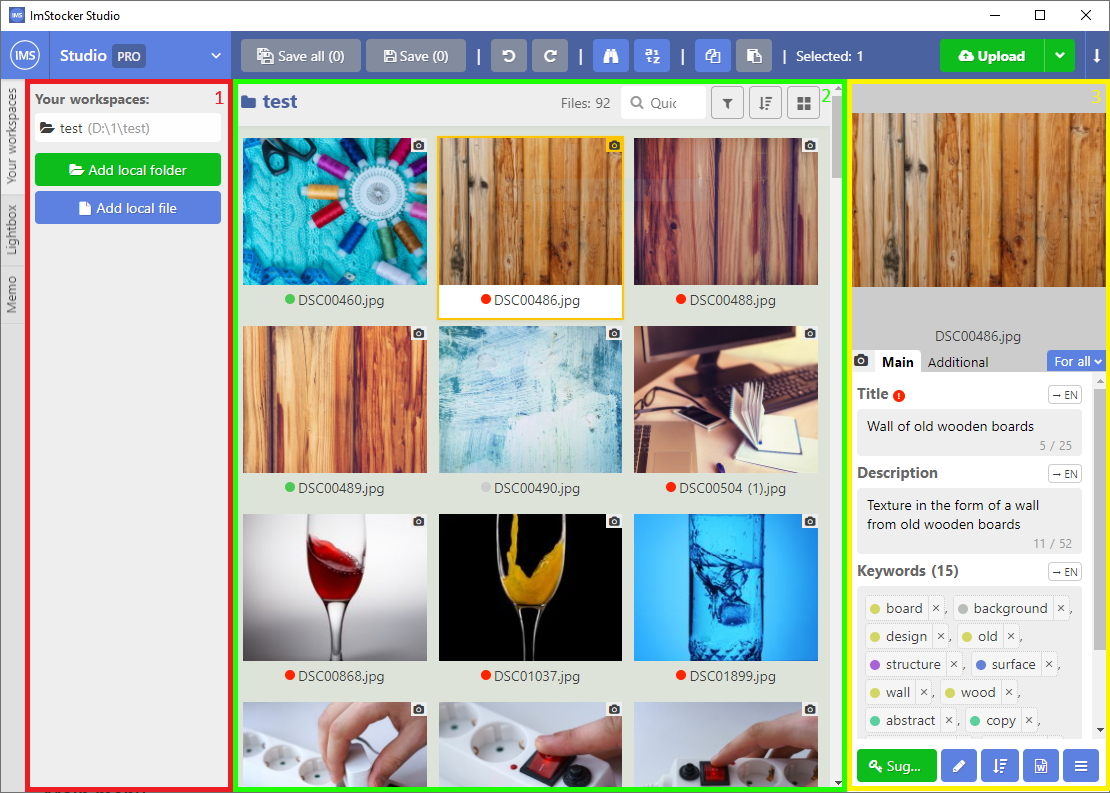 IMS ImStocker Studio
IMS Studio PRO Save all (0) Save (0) Selected: 1 Upload
Your workspaces
Lightbox
Memo
Your workspaces: 1
test (D:\1\test)
Add local folder
Add local file
test Files: 92 Quic 2
DSC00460.jpg DSC00486.jpg DSC00488.jpg
DSC00489.jpg DSC00490.jpg DSC00504 (1).jpg
DSC00868.jpg DSC01037.jpg DSC01899.jpg
3
DSC00486.jpg
Main Additional For all
Title → EN
Wall of old wooden boards
5 / 25
Description → EN
Texture in the form of a wall
from old wooden boards
11 / 52
Keywords (15) → EN
board ×, background ×,
design ×, old ×,
structure ×, surface ×,
wall ×, wood ×,
abstract ×, copy ×,
Sug...